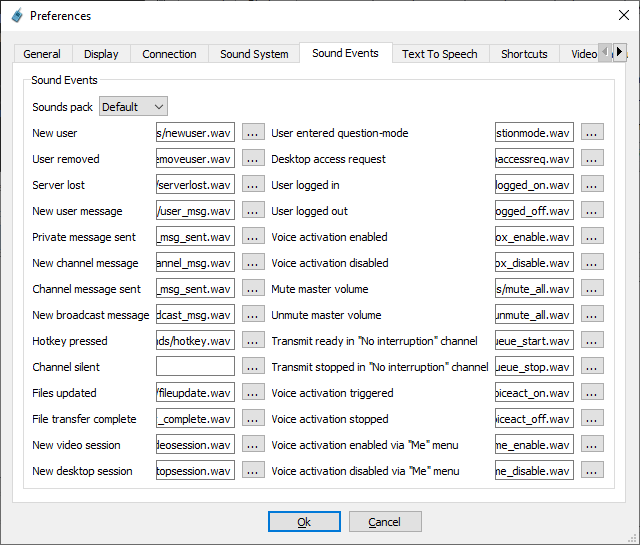 Preferences
General Display Connection Sound System Sound Events Text To Speech Shortcuts Video
Sound Events
Sounds pack Default
New user s/newuser.wav ... User entered question-mode stionmode.wav ...
User removed emoveuser.wav ... Desktop access request paccessreq.wav ...
Server lost /serverlost.wav ... User logged in logged_on.wav ...
New user message /user_msg.wav ... User logged out ogged_off.wav ...
Private message sent _msg_sent.wav ... Voice activation enabled ox_enable.wav ...
New channel message annel_msg.wav ... Voice activation disabled ox_disable.wav ...
Channel message sent _msg_sent.wav ... Mute master volume s/mute_all.wav ...
New broadcast message dcast_msg.wav ... Unmute master volume unmute_all.wav ...
Hotkey pressed nds/hotkey.wav ... Transmit ready in "No interruption" channel ueue_start.wav ...
Channel silent ... Transmit stopped in "No interruption" channel ueue_stop.wav ...
Files updated /fileupdate.wav ... Voice activation triggered oiceact_on.wav ...
File transfer complete _complete.wav ... Voice activation stopped oiceact_off.wav ...
New video session deosession.wav ... Voice activation enabled via "Me" menu me_enable.wav ...
New desktop session topsession.wav ... Voice activation disabled via "Me" menu me_disable.wav ...
Ok Cancel